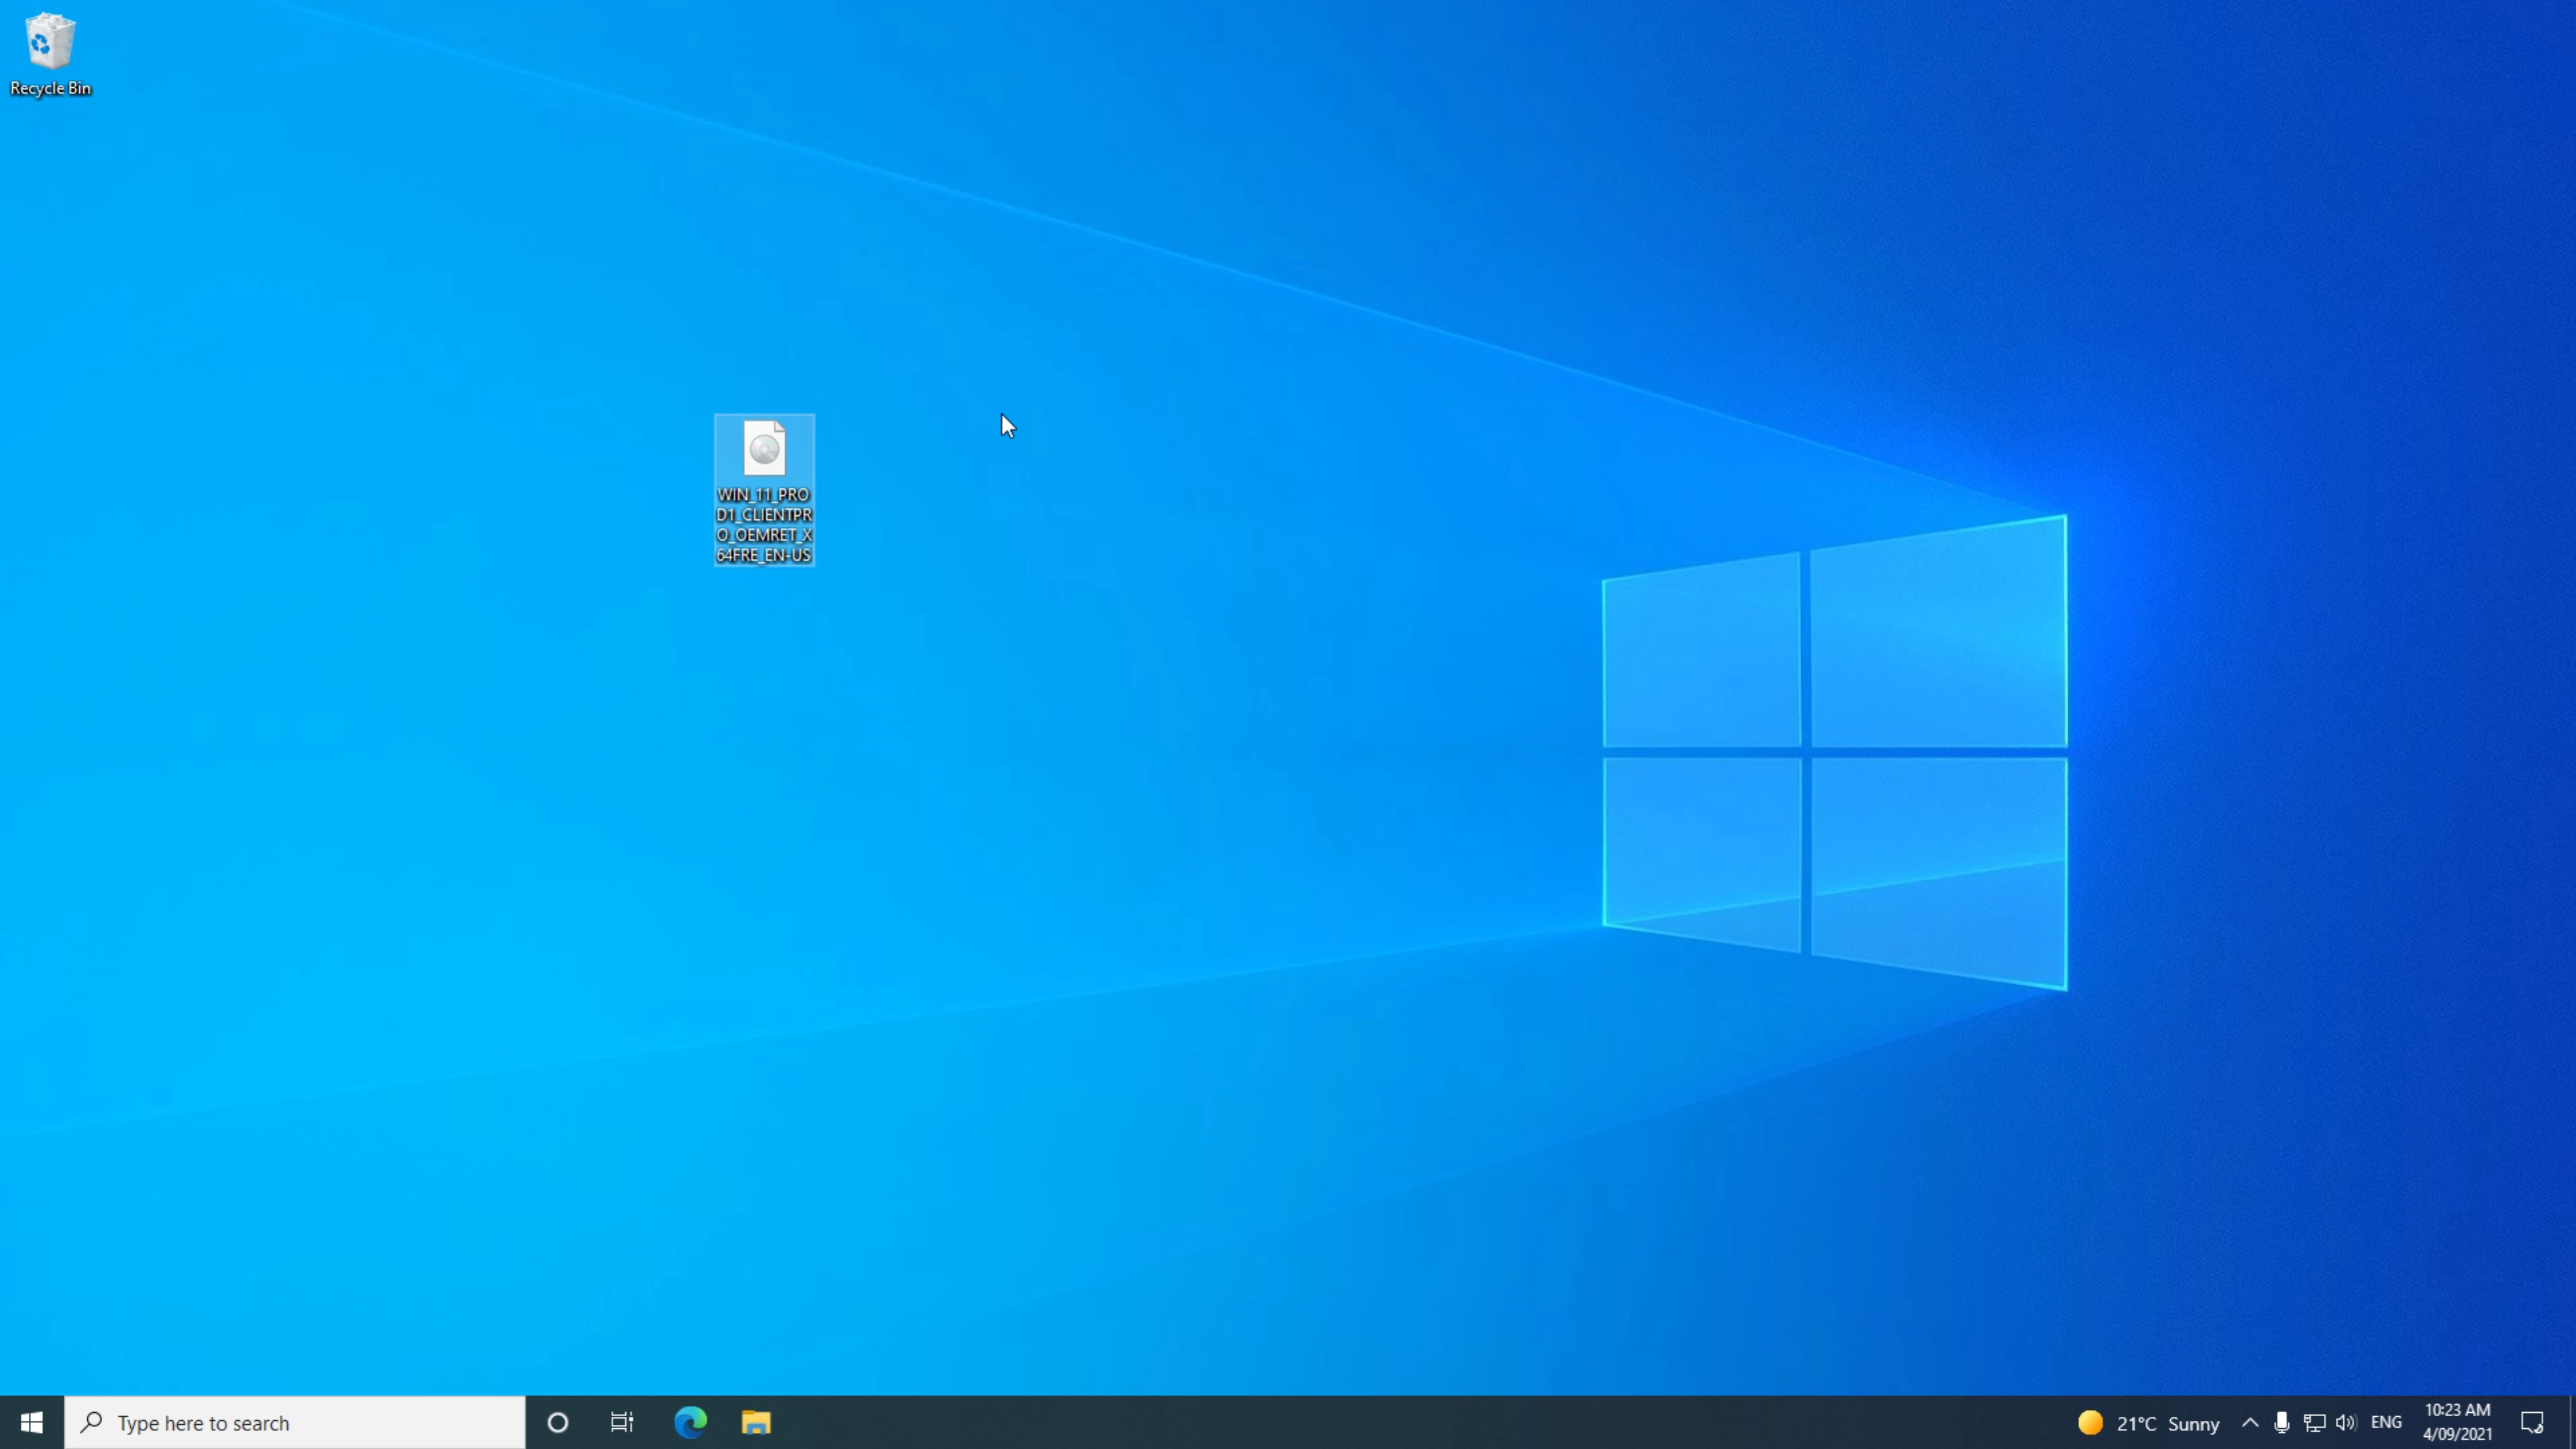 Recycle Bin
WIN_11_PRO
D1_CLIENTPR
O_OEMRET_X
64FRE_EN-US
Type here to search
21°C Sunny
ENG
10:23 AM
4/09/2021